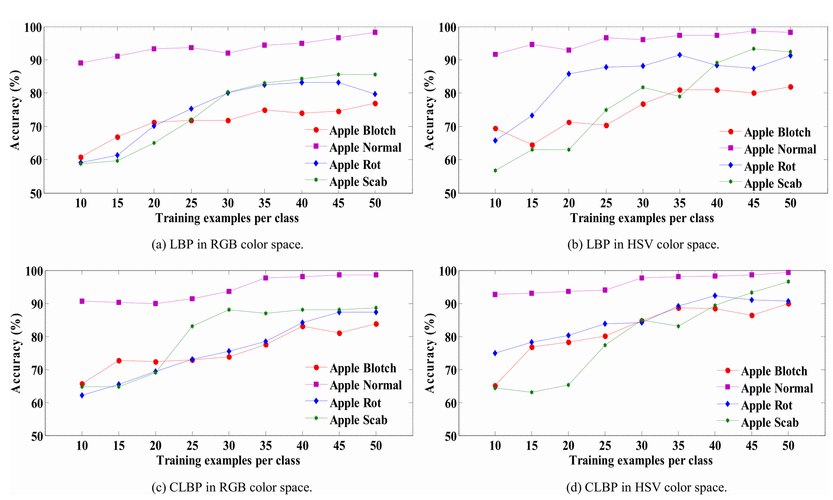 100
90
80
70
60
50
Accuracy (%)
Apple Blotch
Apple Normal
Apple Rot
Apple Scab
10 15 20 25 30 35 40 45 50
Training examples per class
(a) LBP in RGB color space.
100
90
80
70
60
50
Accuracy (%)
Apple Blotch
Apple Normal
Apple Rot
Apple Scab
10 15 20 25 30 35 40 45 50
Training examples per class
(b) LBP in HSV color space.
100
90
80
70
60
50
Accuracy (%)
Apple Blotch
Apple Normal
Apple Rot
Apple Scab
10 15 20 25 30 35 40 45 50
Training examples per class
(c) CLBP in RGB color space.
100
90
80
70
60
50
Accuracy (%)
Apple Blotch
Apple Normal
Apple Rot
Apple Scab
10 15 20 25 30 35 40 45 50
Training examples per class
(d) CLBP in HSV color space.